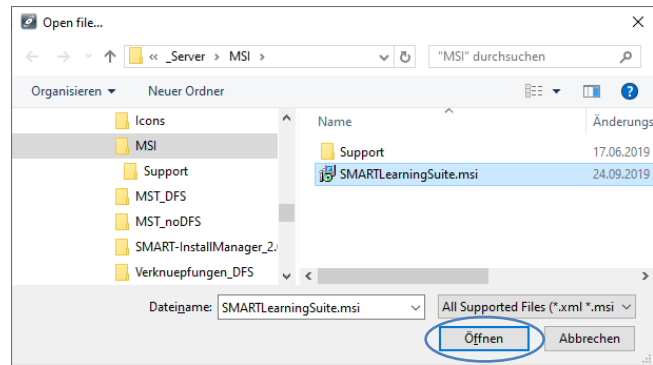 Open file...
« _Server › MSI ›
"MSI" durchsuchen
Organisieren
Neuer Ordner
Icons
MSI
Support
MST_DFS
MST_noDFS
SMART-InstallManager_2.
Verknuepfungen_DFS
Name
Änderungs
Support
17.06.2019
SMARTLearningSuite.msi
24.09.2019
Dateiname:
SMARTLearningSuite.msi
All Supported Files (*.xml *.msi
Öffnen
Abbrechen